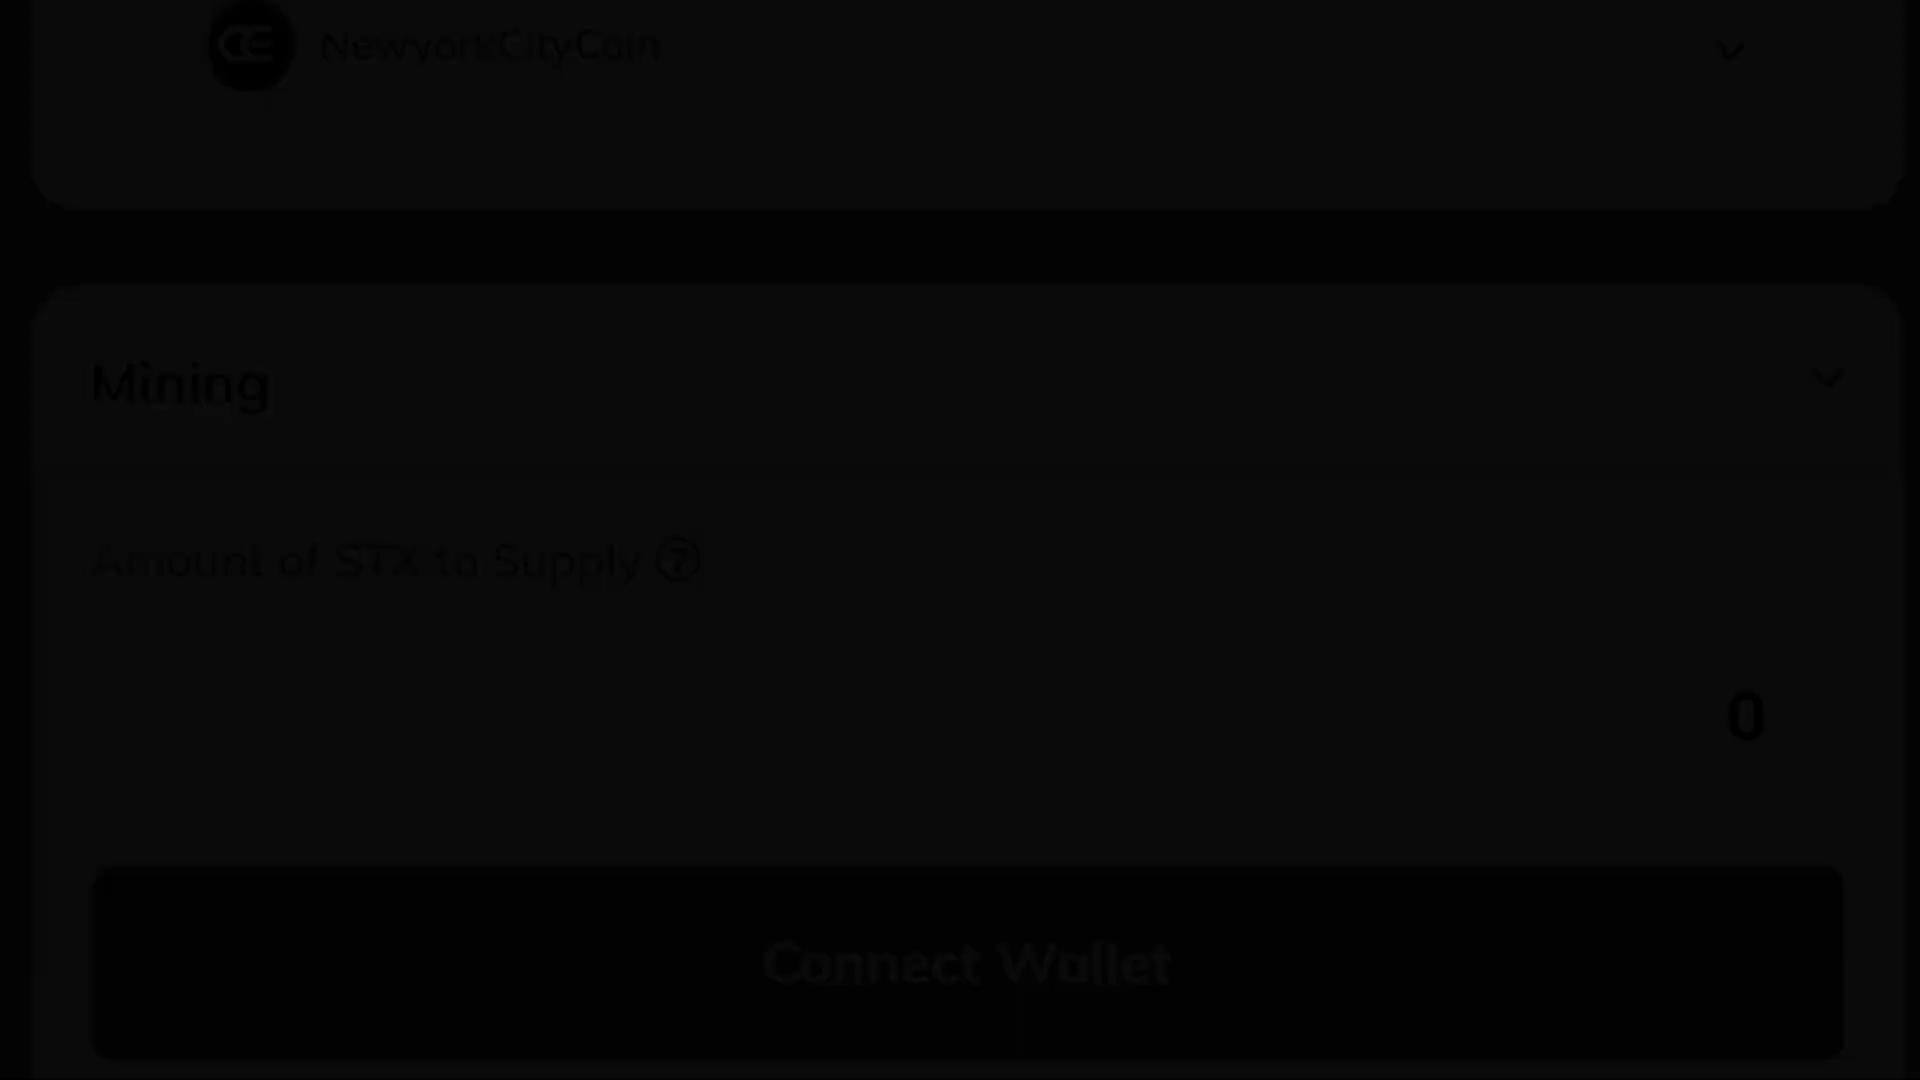 NewyorkCityCoin
Mining
Amount of STX to Supply ?
0
Connect Wallet